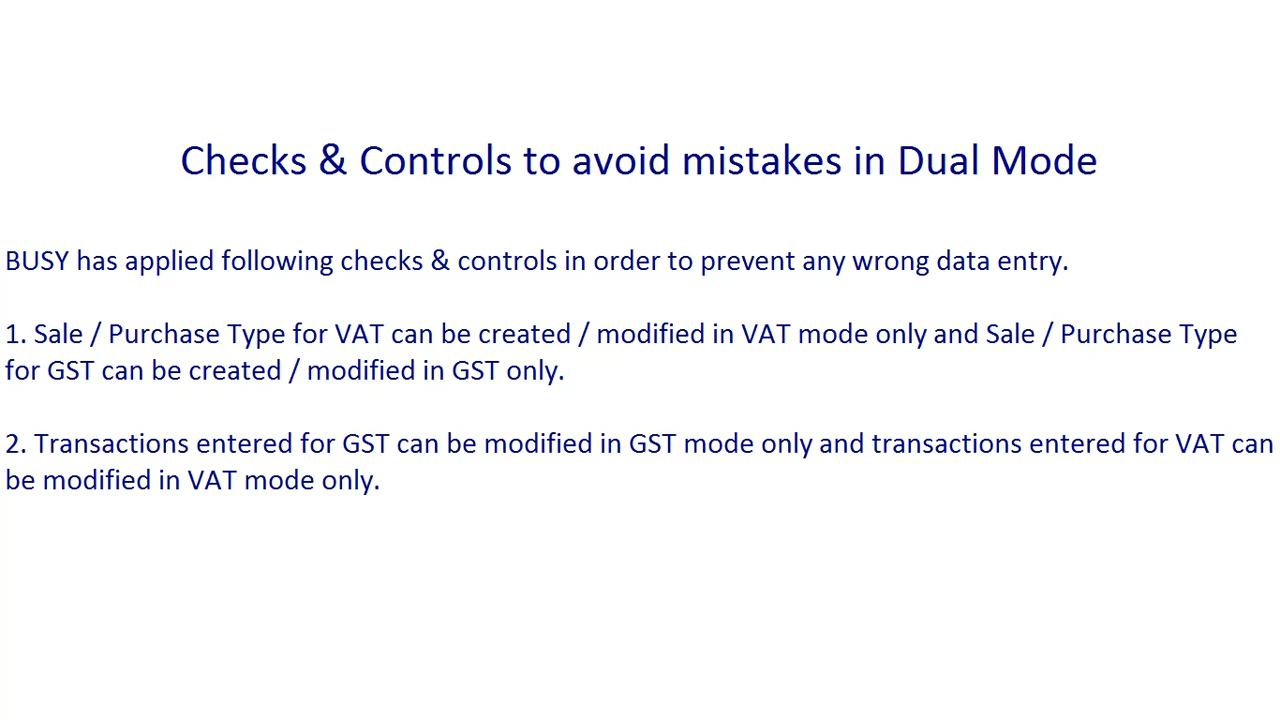 Checks & Controls to avoid mistakes in Dual Mode
BUSY has applied following checks & controls in order to prevent any wrong data entry.
1. Sale / Purchase Type for VAT can be created / modified in VAT mode only and Sale / Purchase Type
for GST can be created / modified in GST only.
2. Transactions entered for GST can be modified in GST mode only and transactions entered for VAT can
be modified in VAT mode only.